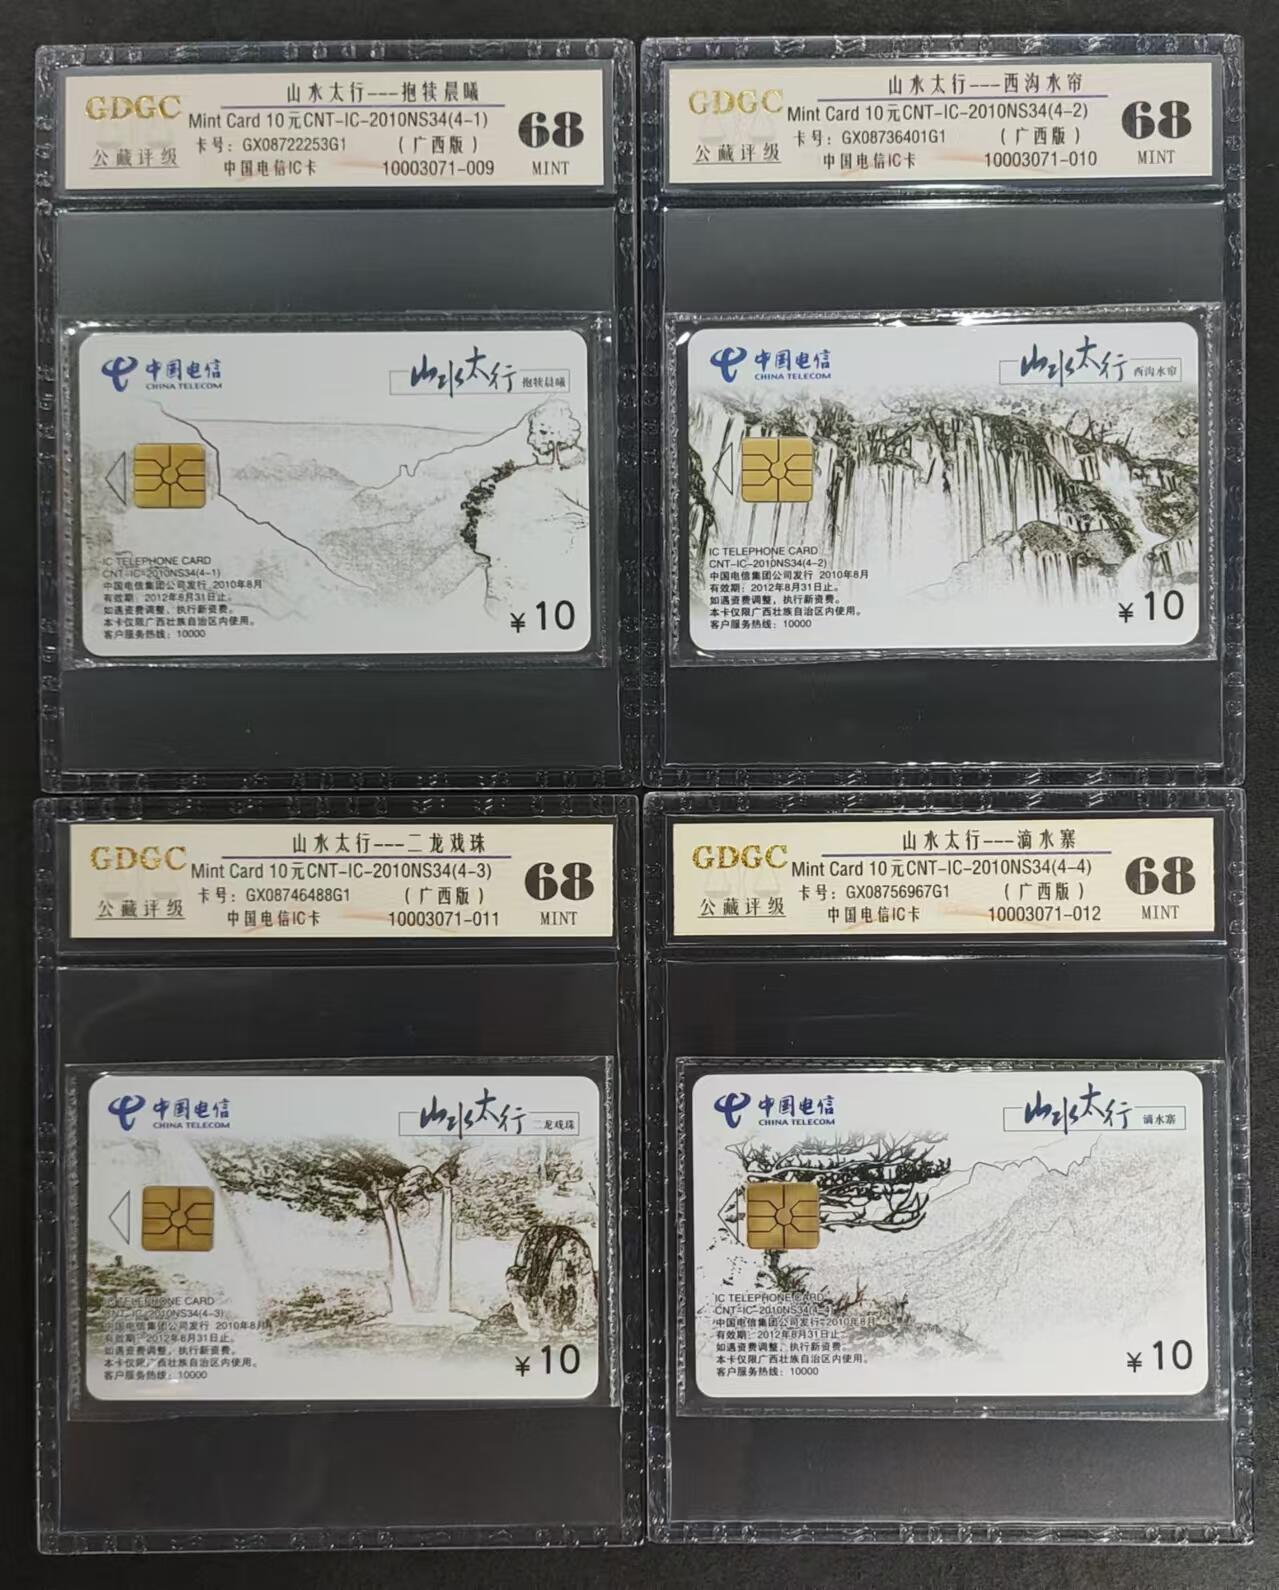 GDGC
公藏评级
山水太行---抱犊晨曦
Mint Card 10元CNT-IC-2010NS34(4-1)
卡号：GX08722253G1 （广西版）
中国电信IC卡 10003071-009
68
MINT
中国电信
CHINA TELECOM
山水太行 抱犊晨曦
IC TELEPHONE CARD
CNT-IC-2010NS34(4-1)
中国电信集团公司发行 2010年8月
有效期：2012年8月31日止。
如遇资费调整，执行新资费。
本卡仅限广西壮族自治区内使用。
客户服务热线：10000
¥10
GDGC
公藏评级
山水太行---西沟水帘
Mint Card 10元CNT-IC-2010NS34(4-2)
卡号：GX08736401G1 （广西版）
中国电信IC卡 10003071-010
68
MINT
中国电信
CHINA TELECOM
山水太行 西沟水帘
IC TELEPHONE CARD
CNT-IC-2010NS34(4-2)
中国电信集团公司发行 2010年8月
有效期：2012年8月31日止。
如遇资费调整，执行新资费。
本卡仅限广西壮族自治区内使用。
客户服务热线：10000
¥10
GDGC
公藏评级
山水太行---二龙戏珠
Mint Card 10元CNT-IC-2010NS34(4-3)
卡号：GX08746488G1 （广西版）
中国电信IC卡 10003071-011
68
MINT
中国电信
CHINA TELECOM
山水太行 二龙戏珠
IC TELEPHONE CARD
CNT-IC-2010NS34(4-3)
中国电信集团公司发行 2010年8月
有效期：2012年8月31日止。
如遇资费调整，执行新资费。
本卡仅限广西壮族自治区内使用。
客户服务热线：10000
¥10
GDGC
公藏评级
山水太行---滴水寨
Mint Card 10元CNT-IC-2010NS34(4-4)
卡号：GX08756967G1 （广西版）
中国电信IC卡 10003071-012
68
MINT
中国电信
CHINA TELECOM
山水太行 滴水寨
IC TELEPHONE CARD
CNT-IC-2010NS34(4-4)
中国电信集团公司发行 2010年8月
有效期：2012年8月31日止。
如遇资费调整，执行新资费。
本卡仅限广西壮族自治区内使用。
客户服务热线：10000
¥10